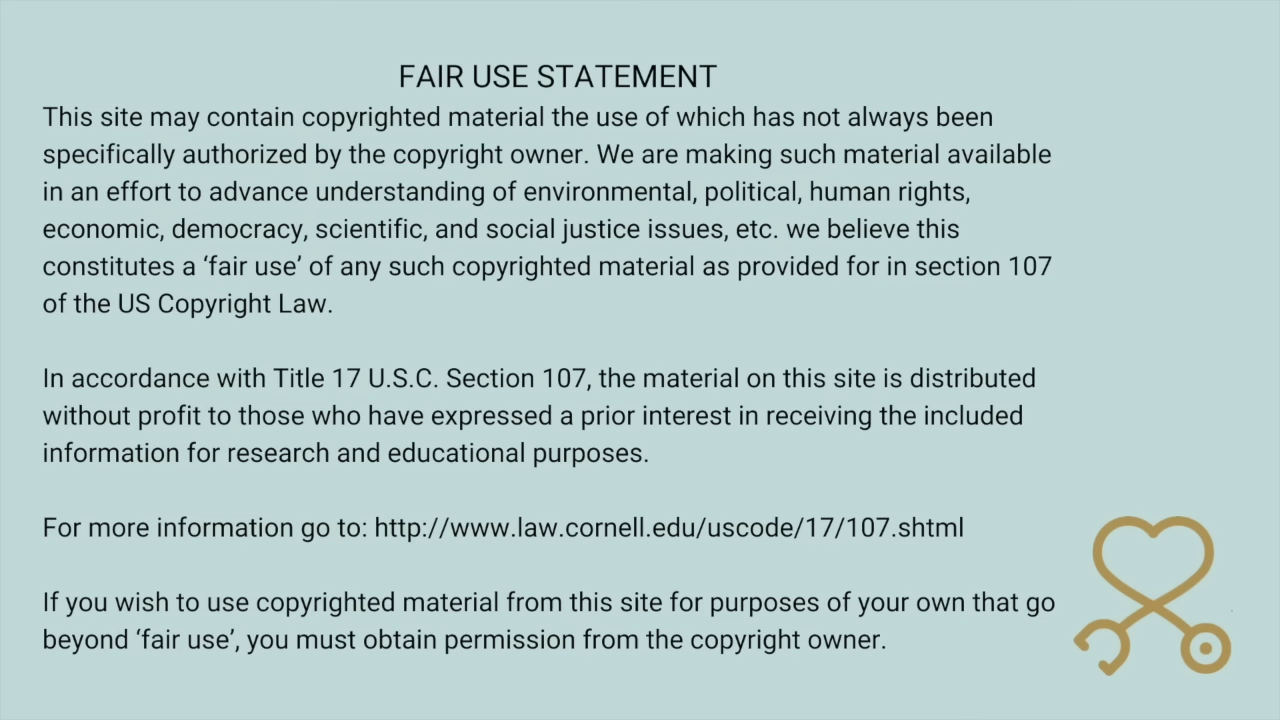 FAIR USE STATEMENT
This site may contain copyrighted material the use of which has not always been
specifically authorized by the copyright owner. We are making such material available
in an effort to advance understanding of environmental, political, human rights,
economic, democracy, scientific, and social justice issues, etc. we believe this
constitutes a ‘fair use’ of any such copyrighted material as provided for in section 107
of the US Copyright Law.
In accordance with Title 17 U.S.C. Section 107, the material on this site is distributed
without profit to those who have expressed a prior interest in receiving the included
information for research and educational purposes.
For more information go to: http://www.law.cornell.edu/uscode/17/107.shtml
If you wish to use copyrighted material from this site for purposes of your own that go
beyond ‘fair use’, you must obtain permission from the copyright owner.